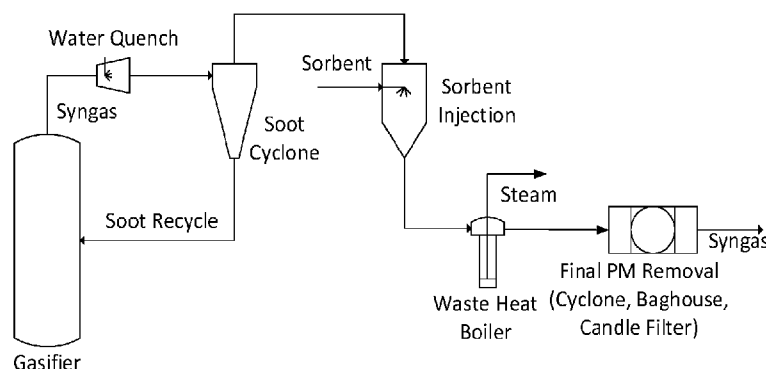 Water Quench
Syngas
Soot
Cyclone
Sorbent
Sorbent
Injection
Soot Recycle
Steam
Syngas
Waste Heat
Boiler
Final PM Removal
(Cyclone, Baghouse,
Candle Filter)
Gasifier